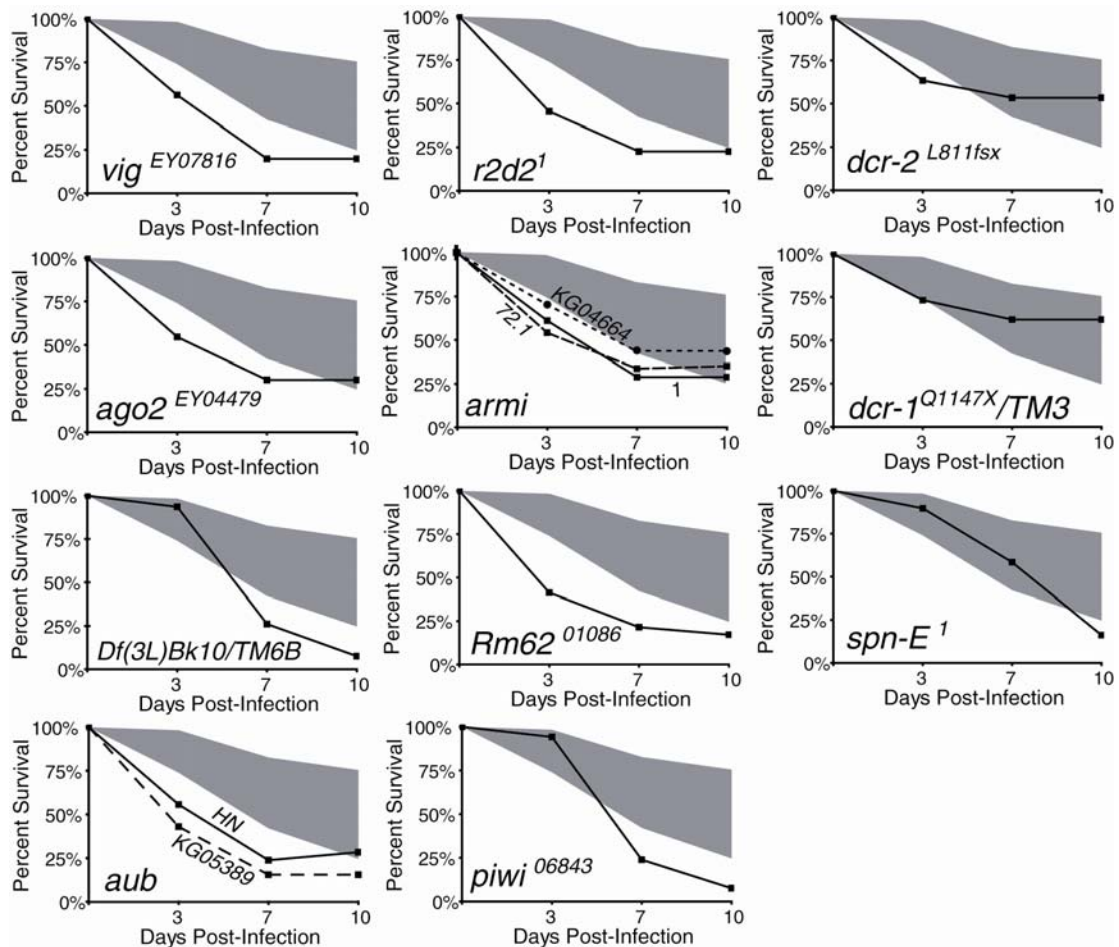 100%
75%
50%
25%
0%
Percent Survival
vig EY07816
3 7 10
Days Post-Infection
100%
75%
50%
25%
0%
Percent Survival
r2d2 1
3 7 10
Days Post-Infection
100%
75%
50%
25%
0%
Percent Survival
dcr-2 L811fsx
3 7 10
Days Post-Infection
100%
75%
50%
25%
0%
Percent Survival
ago2 EY04479
3 7 10
Days Post-Infection
100%
75%
50%
25%
0%
Percent Survival
KG04664
72.1
1
armi
3 7 10
Days Post-Infection
100%
75%
50%
25%
0%
Percent Survival
dcr-1 Q1147X/TM3
3 7 10
Days Post-Infection
100%
75%
50%
25%
0%
Percent Survival
Df(3L)Bk10/TM6B
3 7 10
Days Post-Infection
100%
75%
50%
25%
0%
Percent Survival
Rm62 01086
3 7 10
Days Post-Infection
100%
75%
50%
25%
0%
Percent Survival
spn-E 1
3 7 10
Days Post-Infection
100%
75%
50%
25%
0%
Percent Survival
HN
KG05389
aub
3 7 10
Days Post-Infection
100%
75%
50%
25%
0%
Percent Survival
piwi 06843
3 7 10
Days Post-Infection